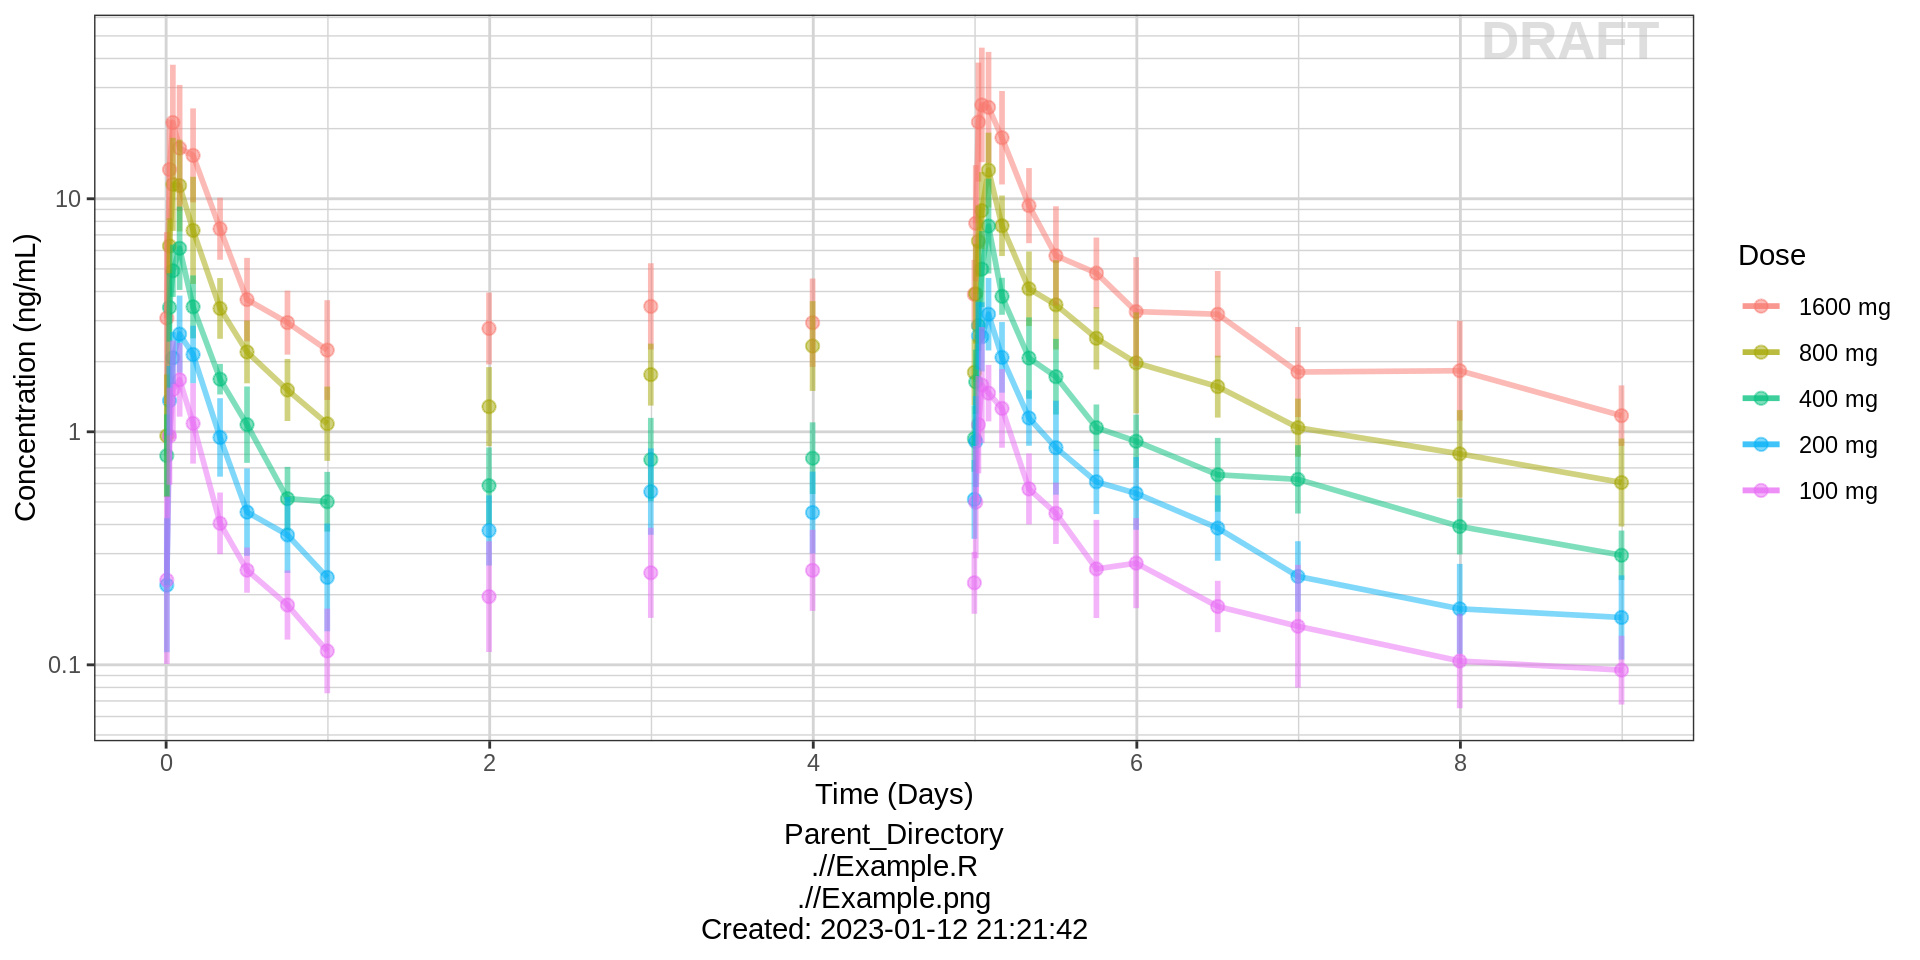 DRAFT
Concentration (ng/mL)
10
1
0.1
0 2 4 6 8
Time (Days)
Parent_Directory
.//Example.R
.//Example.png
Created: 2023-01-12 21:21:42
Dose
1600 mg
800 mg
400 mg
200 mg
100 mg